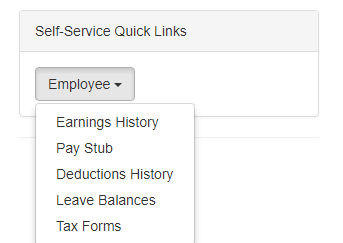 Self-Service Quick Links
Employee
Earnings History
Pay Stub
Deductions History
Leave Balances
Tax Forms